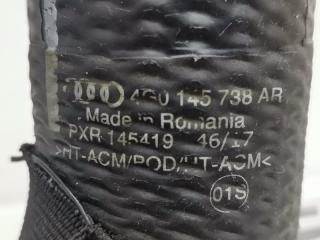 4G0 145 738 AR
Made in Romania
PXR 145419 46/17
>HT-ACM/POD/HT-ACM<
01S